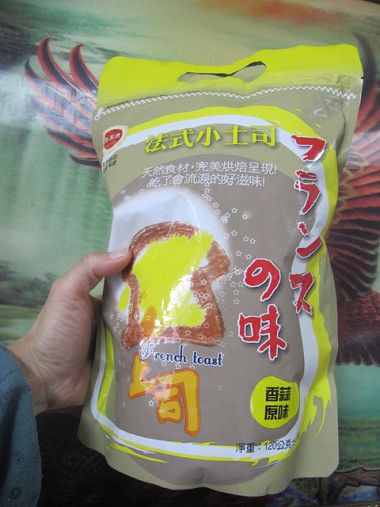 法式小土司
天然食材，完美烘焙呈現！
吃了會流淚的好滋味！
フランスの味
French toast
土司
香蒜
原味
淨重：120公克